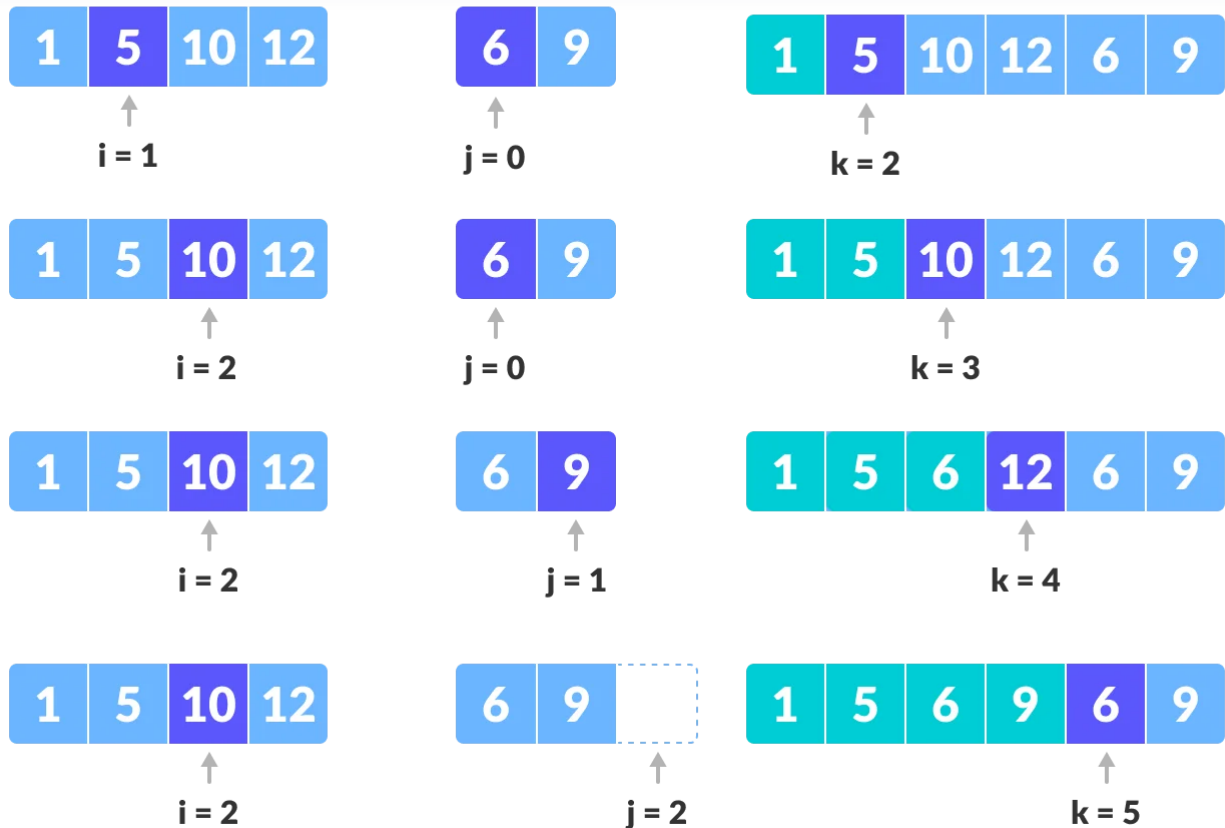 1 5 10 12 6 9 1 5 10 12 6 9
i = 1 j = 0 k = 2
1 5 10 12 6 9 1 5 10 12 6 9
i = 2 j = 0 k = 3
1 5 10 12 6 9 1 5 6 12 6 9
i = 2 j = 1 k = 4
1 5 10 12 6 9 1 5 6 9 6 9
i = 2 j = 2 k = 5